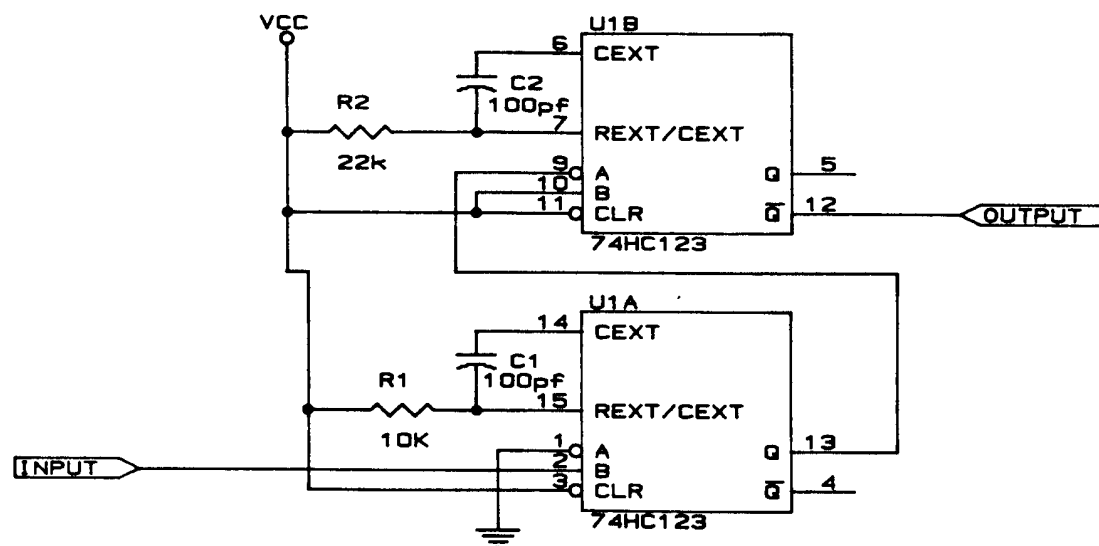 VCC
U1B
6
CEXT
C2
100pf
R2
22k
7
REXT/CEXT
9
A
10
B
11
CLR
Q
5
Q̅
12
OUTPUT
74HC123
U1A
14
CEXT
C1
100pf
R1
10K
15
REXT/CEXT
1
A
2
B
3
CLR
Q
13
Q̅
4
INPUT
74HC123